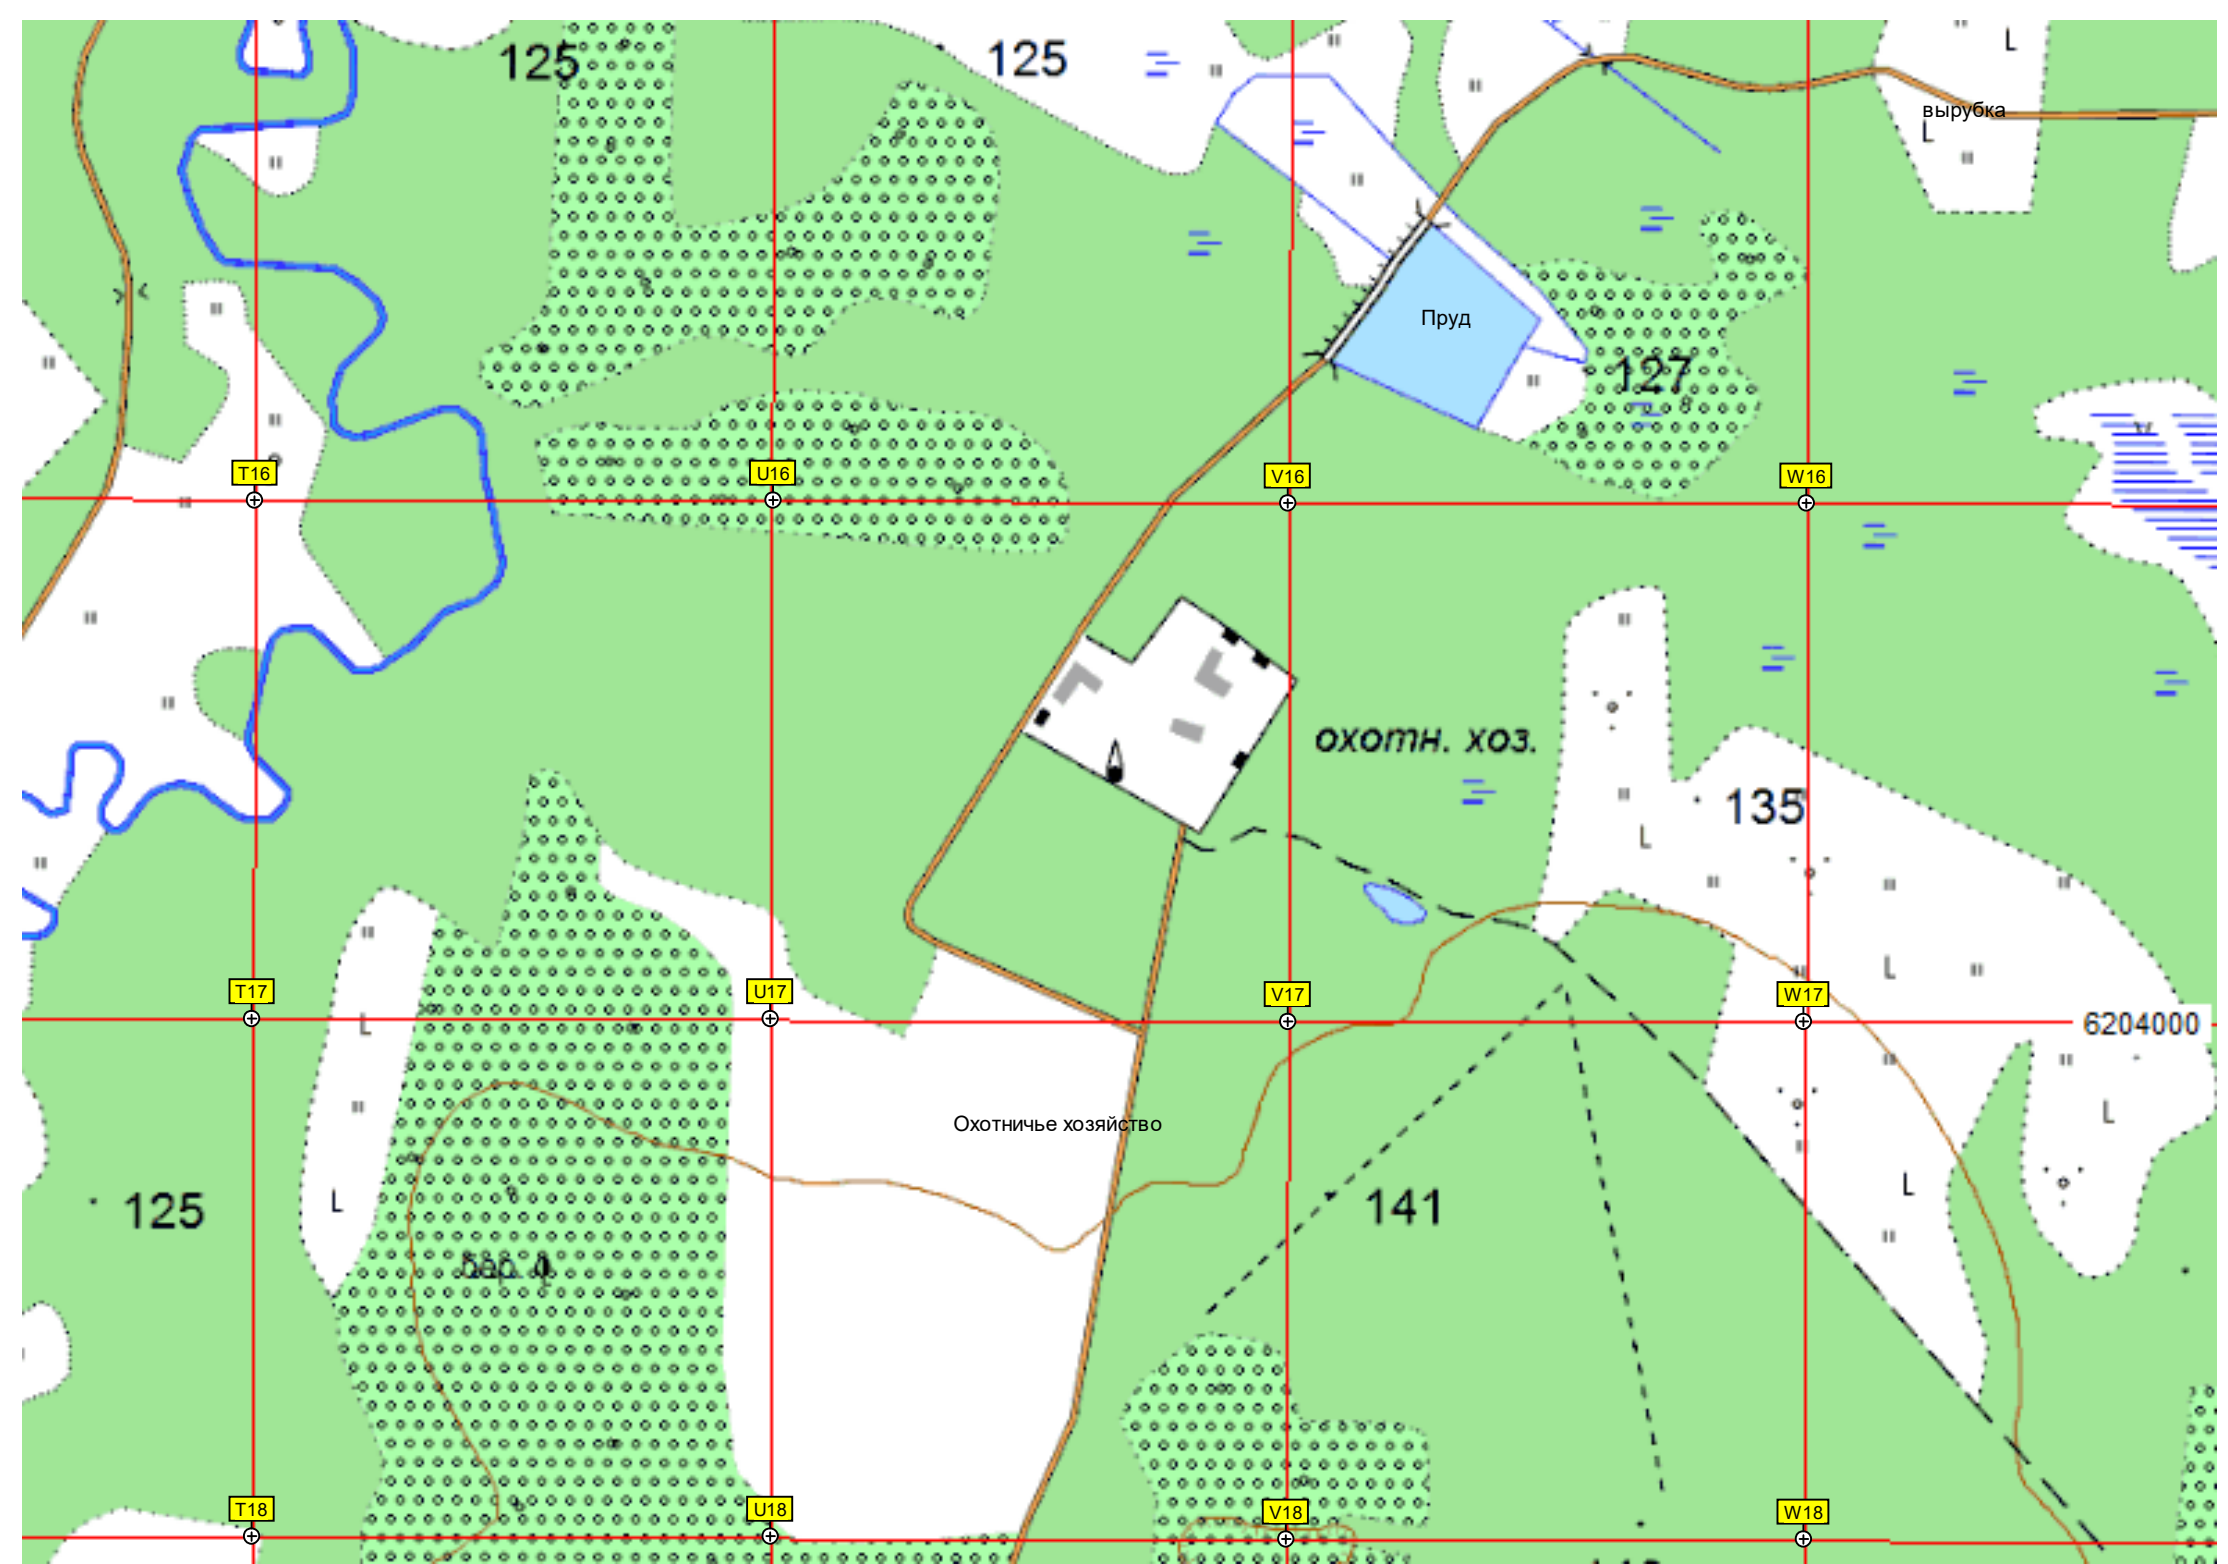 125
125
вырубка
L
L
Пруд
127
T16
U16
V16
W16
охотн. хоз.
135
L
L
T17
U17
V17
W17
L
6204000
L
Охотничье хозяйство
125
L
141
L
T18
U18
V18
W18